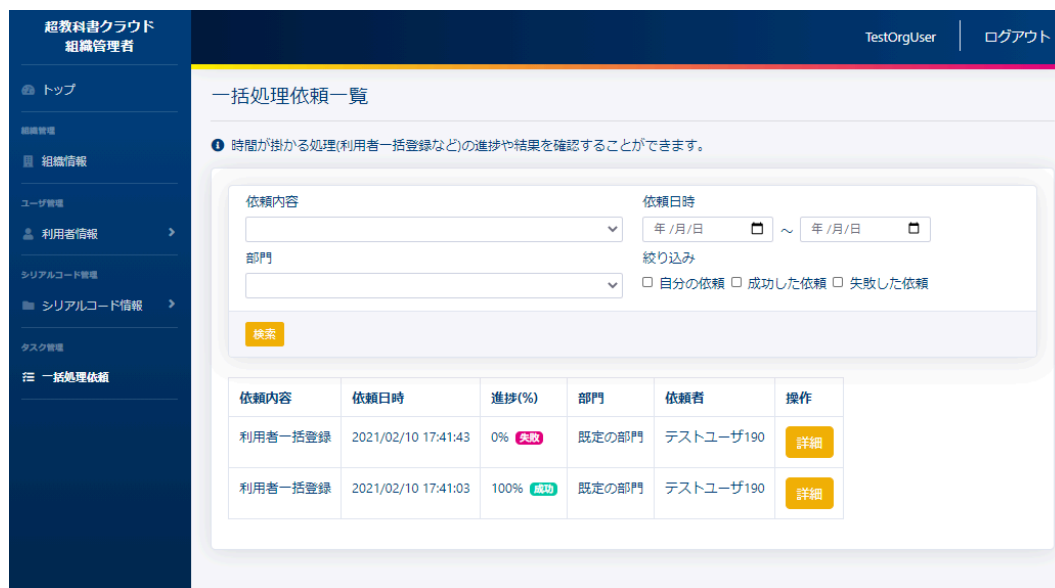 超教科書クラウド
組織管理者
TestOrgUser
ログアウト
トップ
組織管理
組織情報
ユーザ管理
利用者情報
シリアルコード管理
シリアルコード情報
タスク管理
一括処理依頼
一括処理依頼一覧
時間が掛かる処理(利用者一括登録など)の進捗や結果を確認することができます。
依頼内容 依頼日時
年 /月/日 ～ 年 /月/日
部門 絞り込み
自分の依頼 成功した依頼 失敗した依頼
検索
依頼内容 依頼日時 進捗(%) 部門 依頼者 操作
利用者一括登録 2021/02/10 17:41:43 0% 失敗 既定の部門 テストユーザ190 詳細
利用者一括登録 2021/02/10 17:41:03 100% 成功 既定の部門 テストユーザ190 詳細